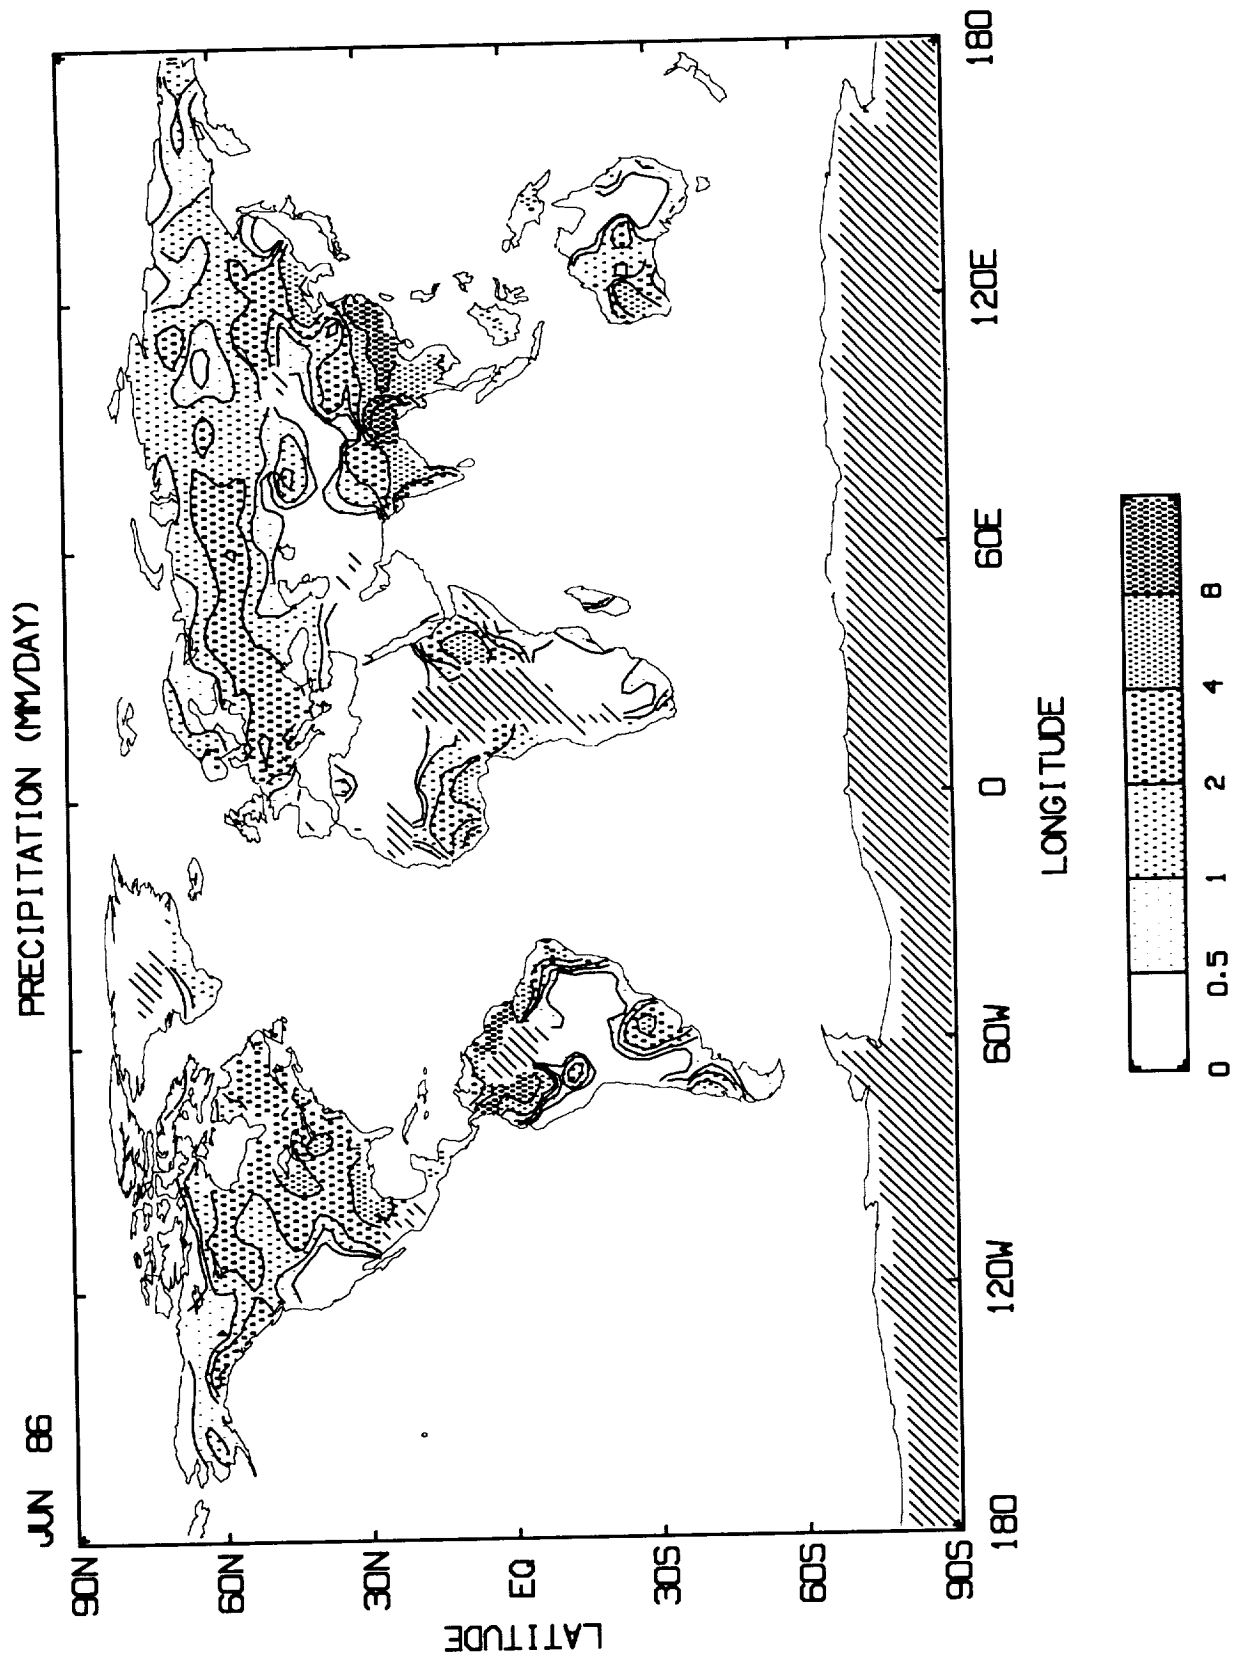 JUN 86 PRECIPITATION (MM/DAY)
90N
60N
30N
EQ
30S
60S
90S
LATITUDE
180 120W 60W 0 60E 120E 180
LONGITUDE
0 0.5 1 2 4 8